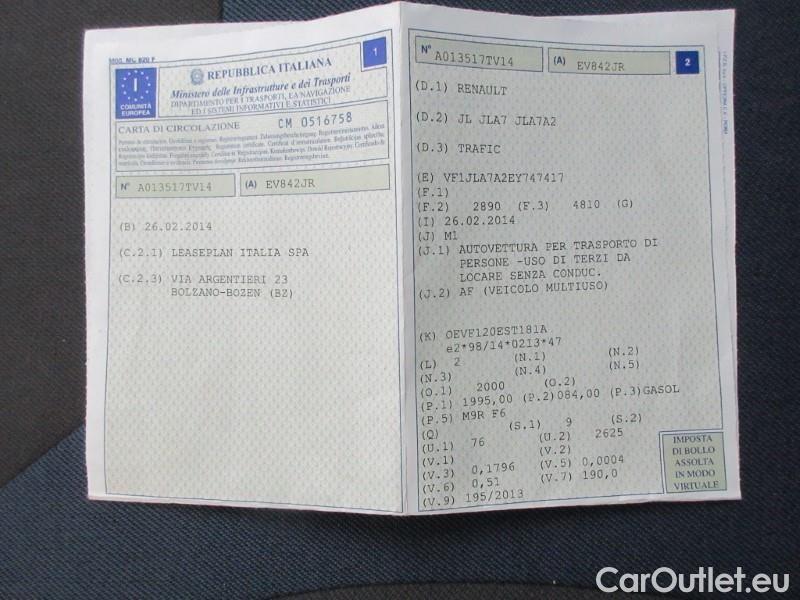 MOD. MC 820 F
I
COMUNITÀ
EUROPEA
REPUBBLICA ITALIANA
1
Ministero delle Infrastrutture e dei Trasporti
DIPARTIMENTO PER I TRASPORTI, LA NAVIGAZIONE
ED I SISTEMI INFORMATIVI E STATISTICI
CARTA DI CIRCOLAZIONE
CM 0516758
N° A013517TV14 (A) EV842JR
(B) 26.02.2014
(C.2.1) LEASEPLAN ITALIA SPA
(C.2.3) VIA ARGENTIERI 23
BOLZANO-BOZEN (BZ)
N° A013517TV14 (A) EV842JR 2
(D.1) RENAULT
(D.2) JL JLA7 JLA7A2
(D.3) TRAFIC
(E) VF1JLA7A2EY747417
(F.1)
(F.2) 2890 (F.3) 4810 (G)
(I) 26.02.2014
(J) M1
(J.1) AUTOVETTURA PER TRASPORTO DI
PERSONE -USO DI TERZI DA
LOCARE SENZA CONDUC.
(J.2) AF (VEICOLO MULTIUSO)
(K) OEVF120EST181A
e2*98/14*0213*47
(L) 2 (N.1) (N.2)
(N.3) (N.4) (N.5)
(O.1) 2000 (O.2)
(P.1) 1995,00 (P.2)084,00 (P.3)GASOL
(P.5) M9R F6
(Q) (S.1) 9 (S.2)
(U.1) 76 (U.2) 2625
(V.1) (V.2)
(V.3) 0,1796 (V.5) 0,0004
(V.6) 0,51 (V.7) 190,0
(V.9) 195/2013
IMPOSTA
DI BOLLO
ASSOLTA
IN MODO
VIRTUALE
CarOutlet.eu